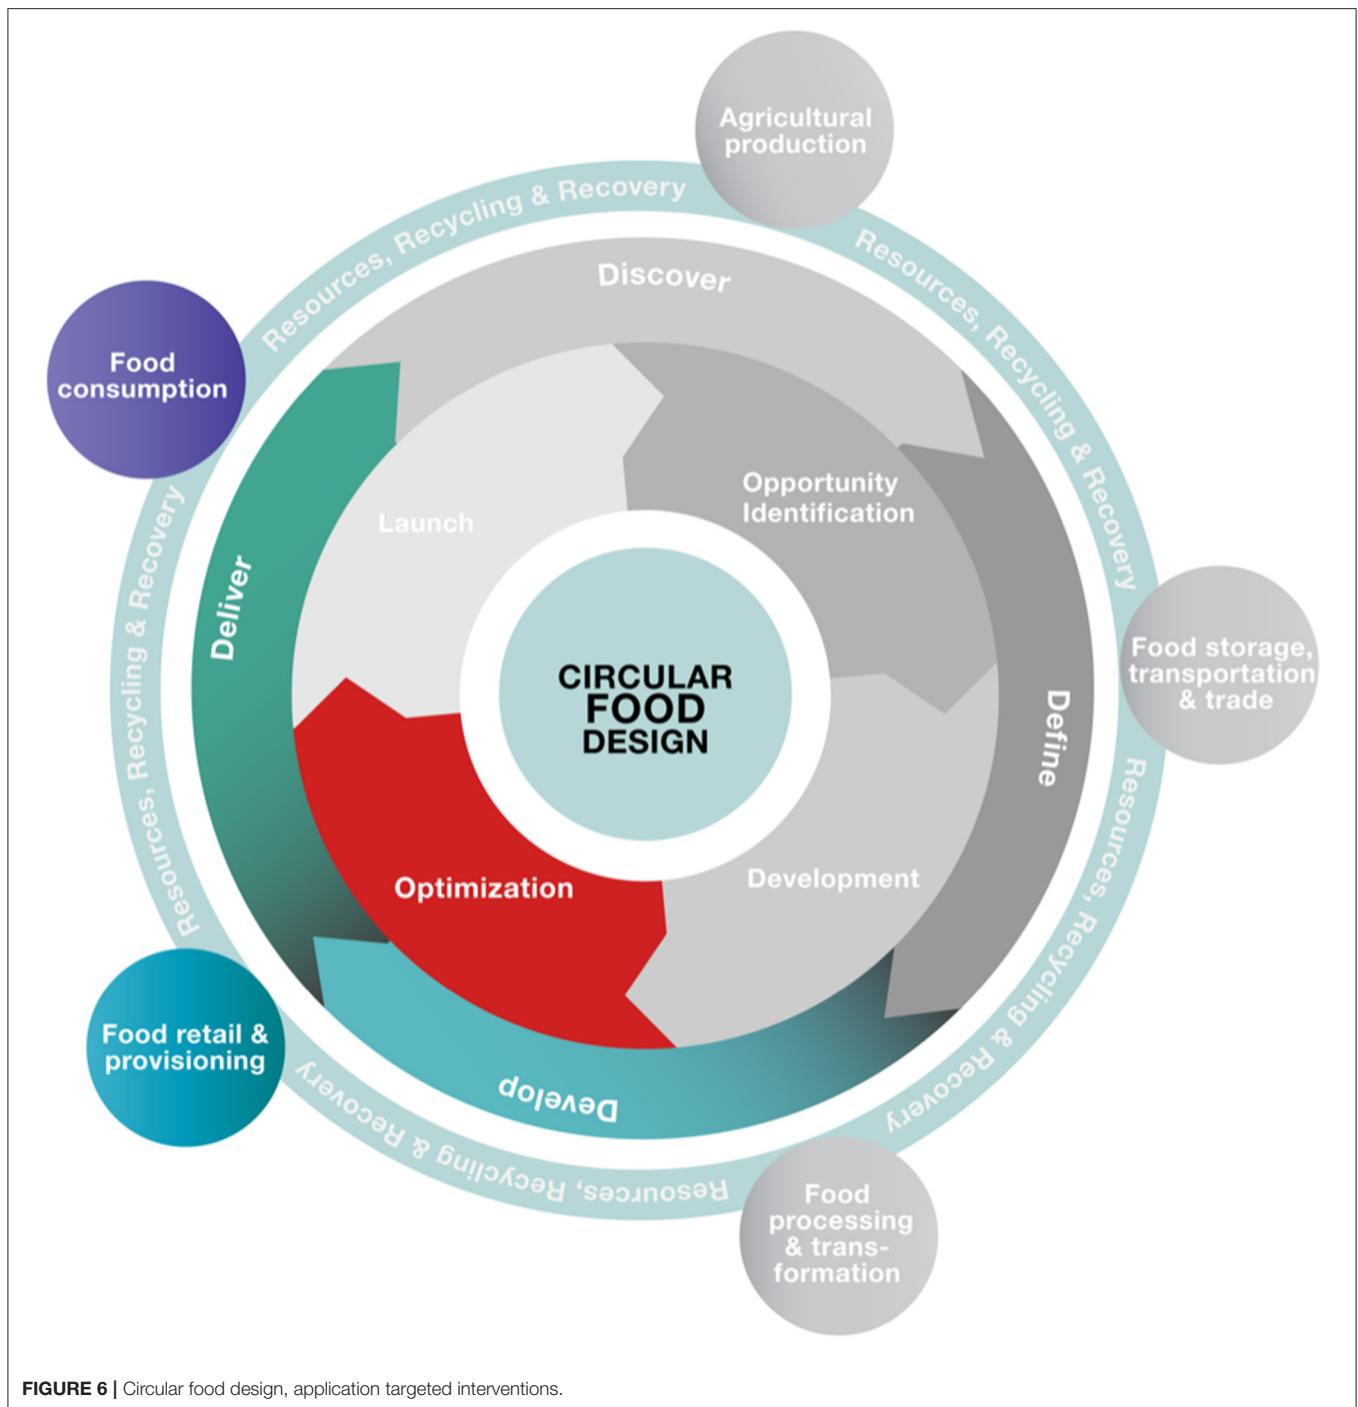 Agricultural
production
Resources, Recycling & Recovery
Resources, Recycling & Recovery
Discover
Food
consumption
Opportunity
Identification
Launch
Deliver
Resources, Recycling & Recovery
Food storage,
transportation
& trade
CIRCULAR
FOOD
DESIGN
Define
Development
Optimization
Resources, Recycling & Recovery
Food retail &
provisioning
Develop
Resources, Recycling & Recovery
Food
processing
& trans-
formation
FIGURE 6 | Circular food design, application targeted interventions.